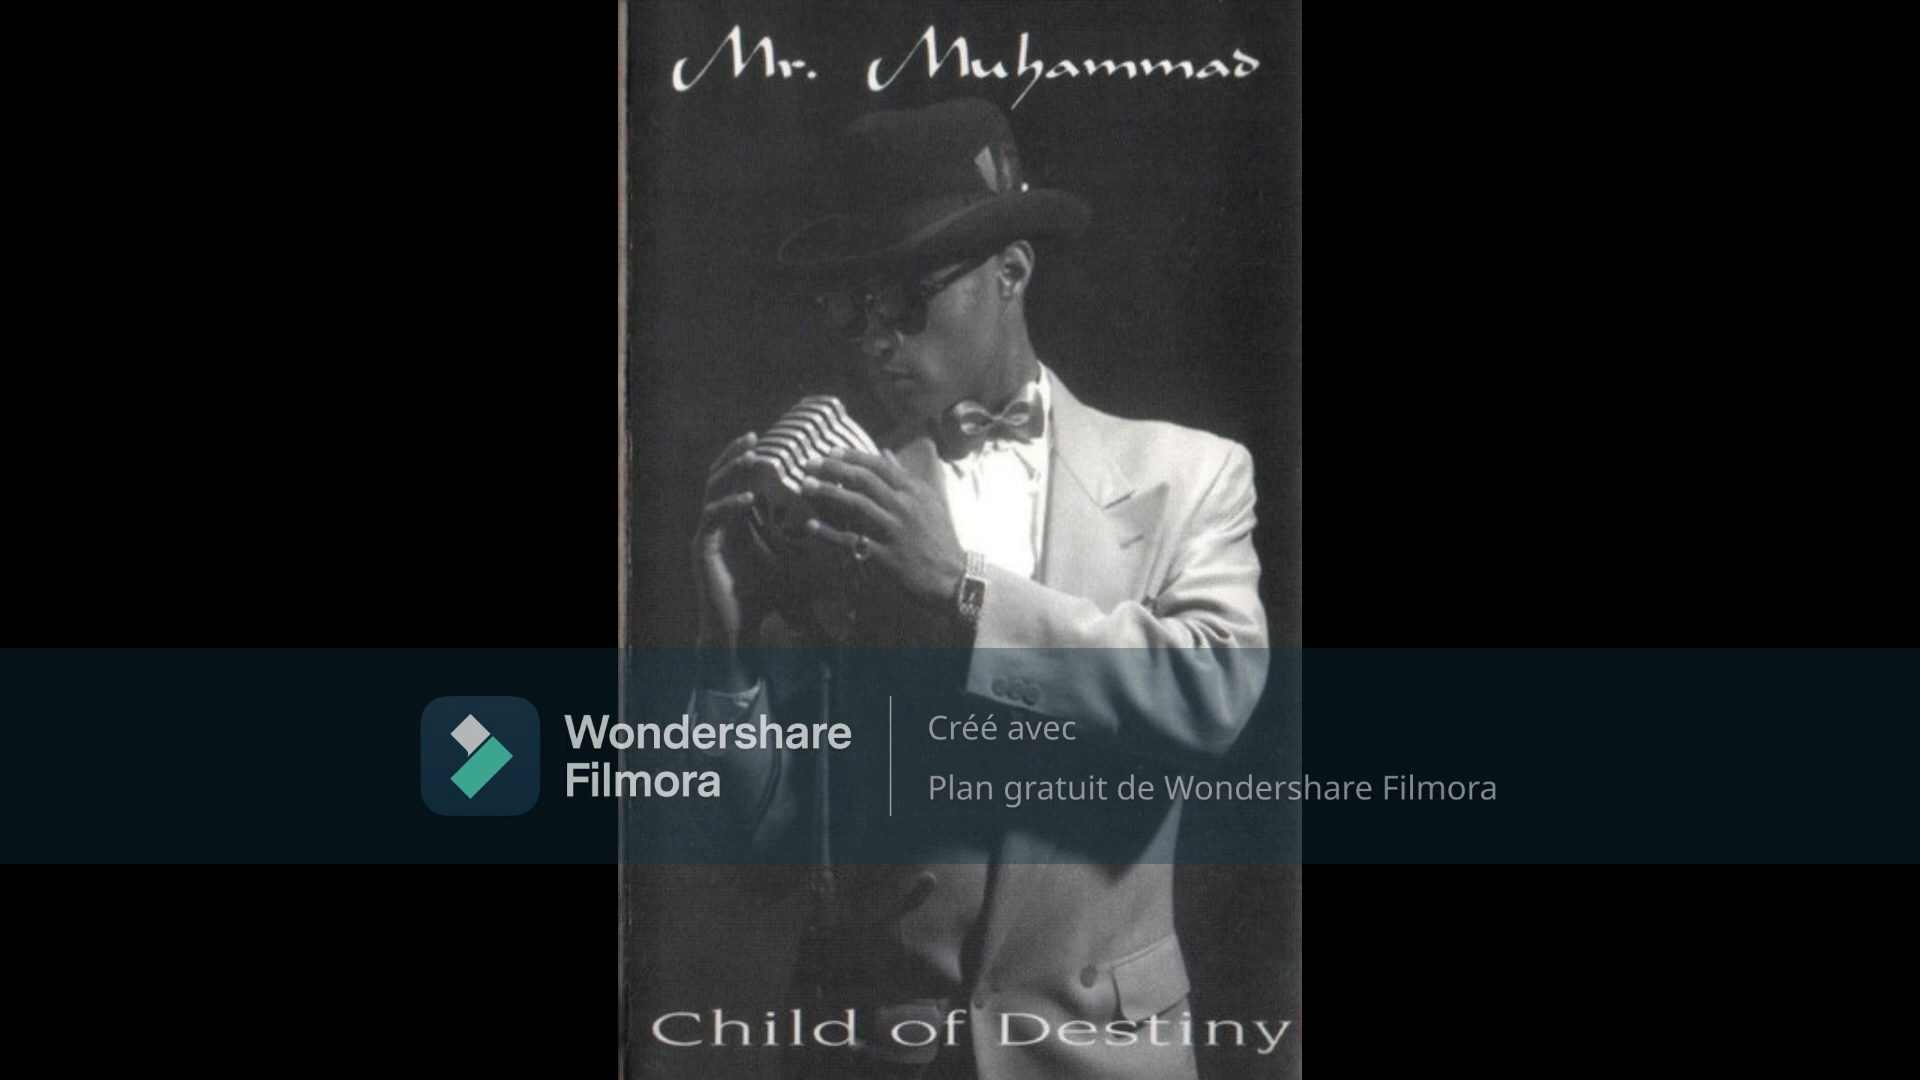 Mr. Muhammad
Wondershare
Filmora
Créé avec
Plan gratuit de Wondershare Filmora
Child of Destiny